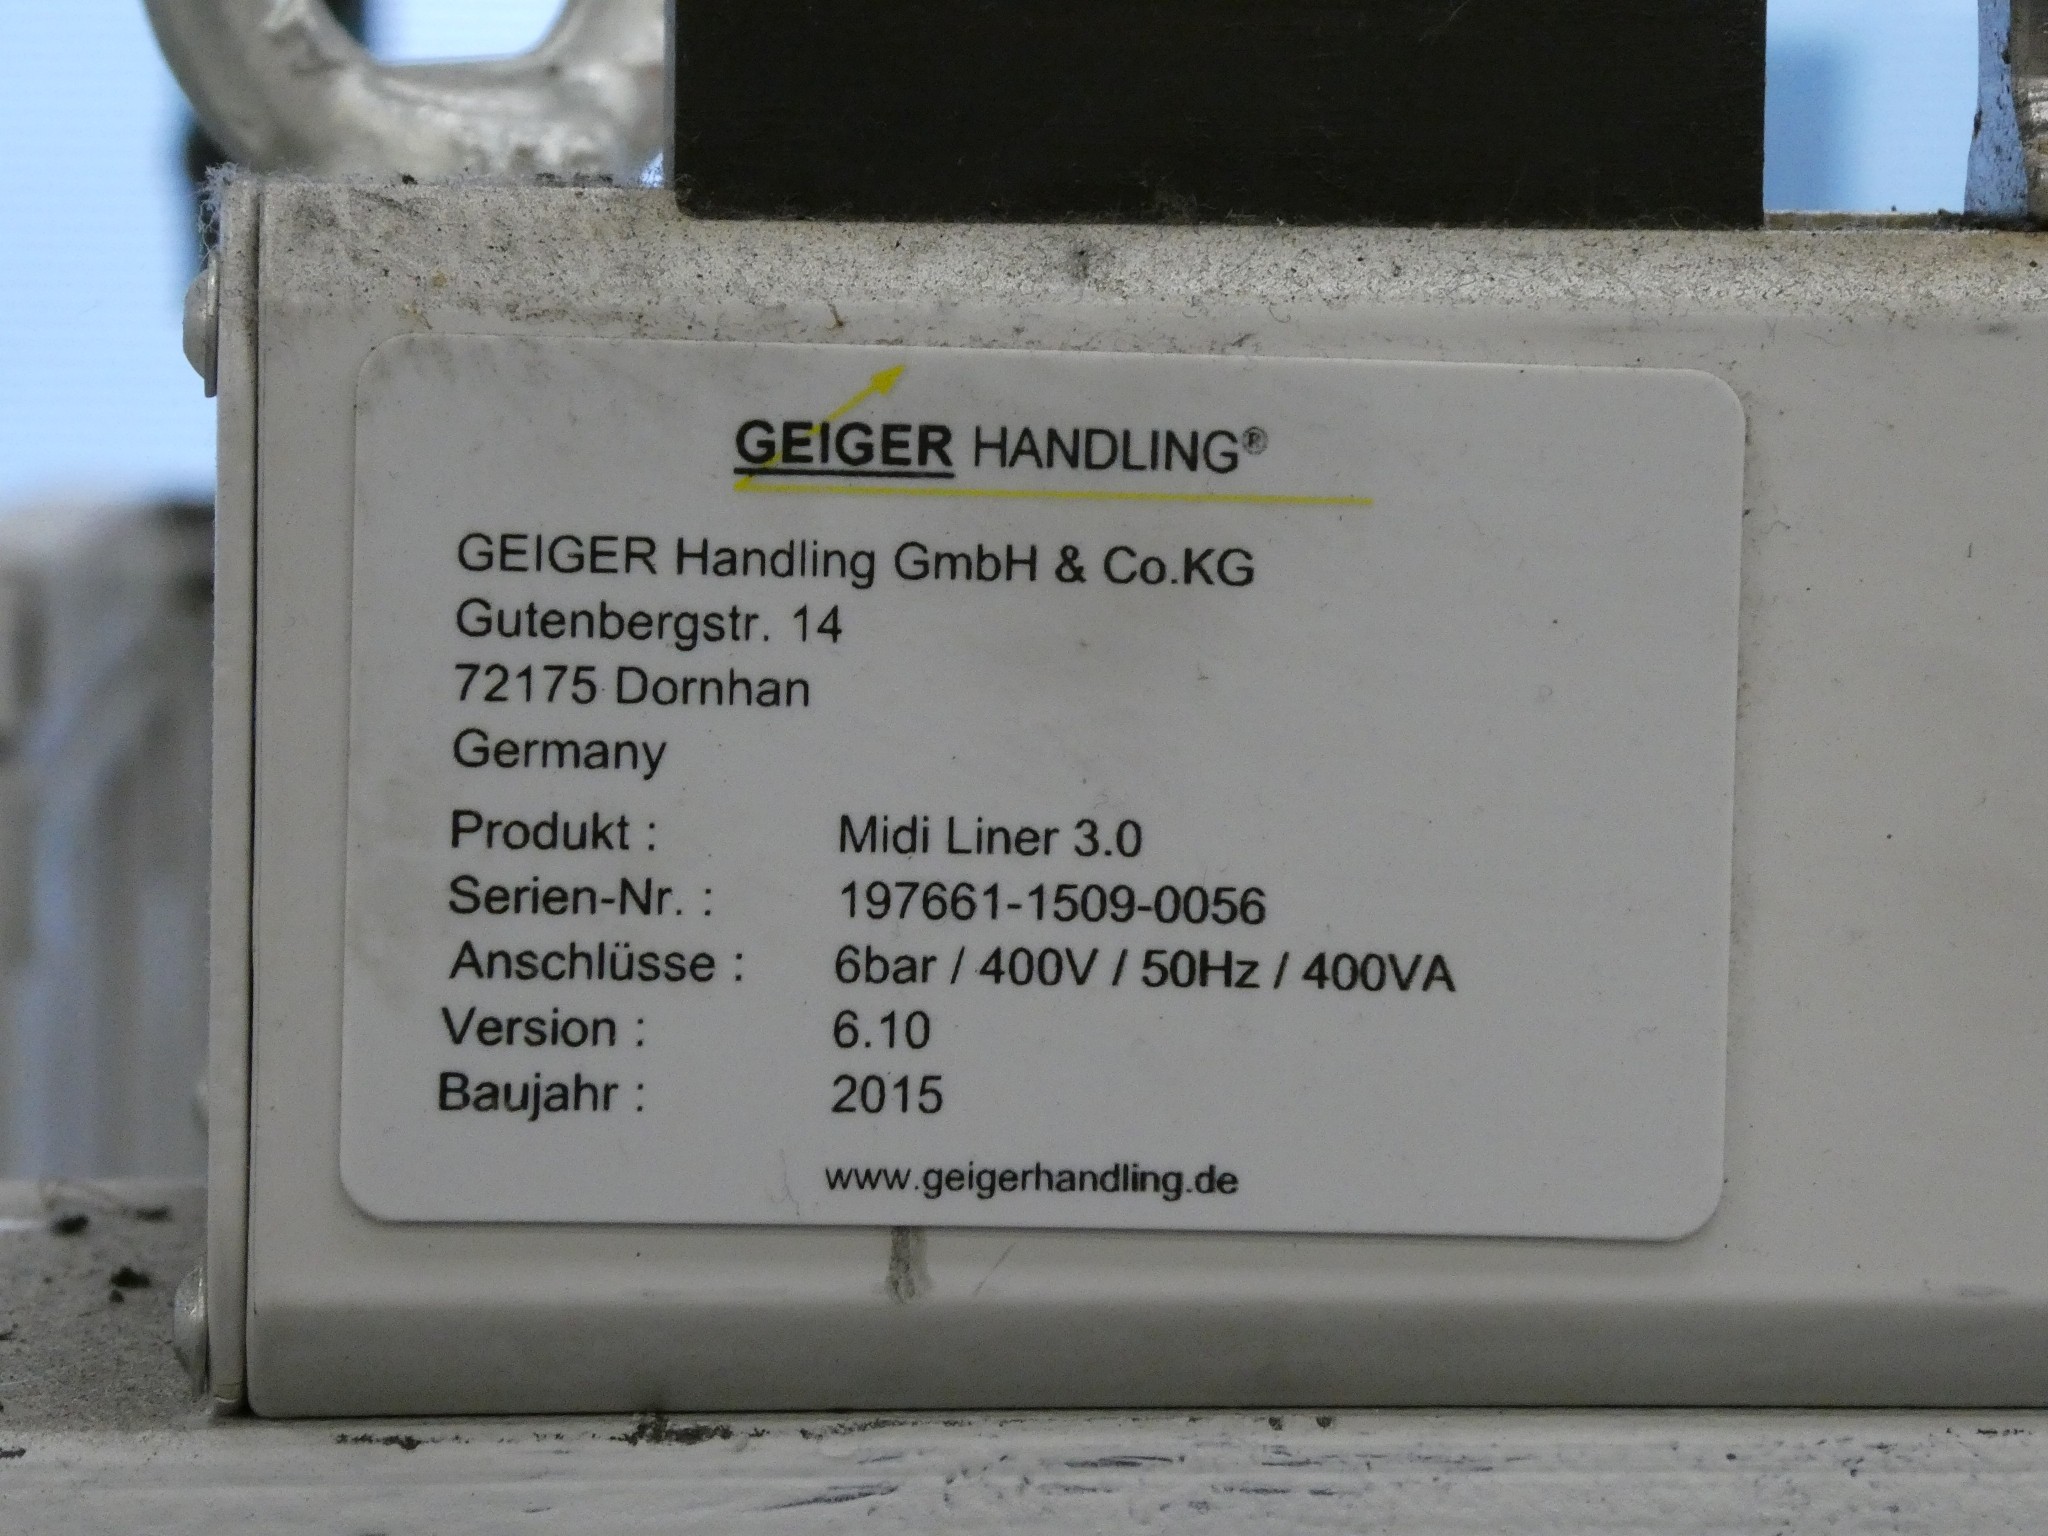 GEIGER HANDLING®
GEIGER Handling GmbH & Co.KG
Gutenbergstr. 14
72175 Dornhan
Germany
Produkt : Midi Liner 3.0
Serien-Nr. : 197661-1509-0056
Anschlüsse : 6bar / 400V / 50Hz / 400VA
Version : 6.10
Baujahr : 2015
www.geigerhandling.de